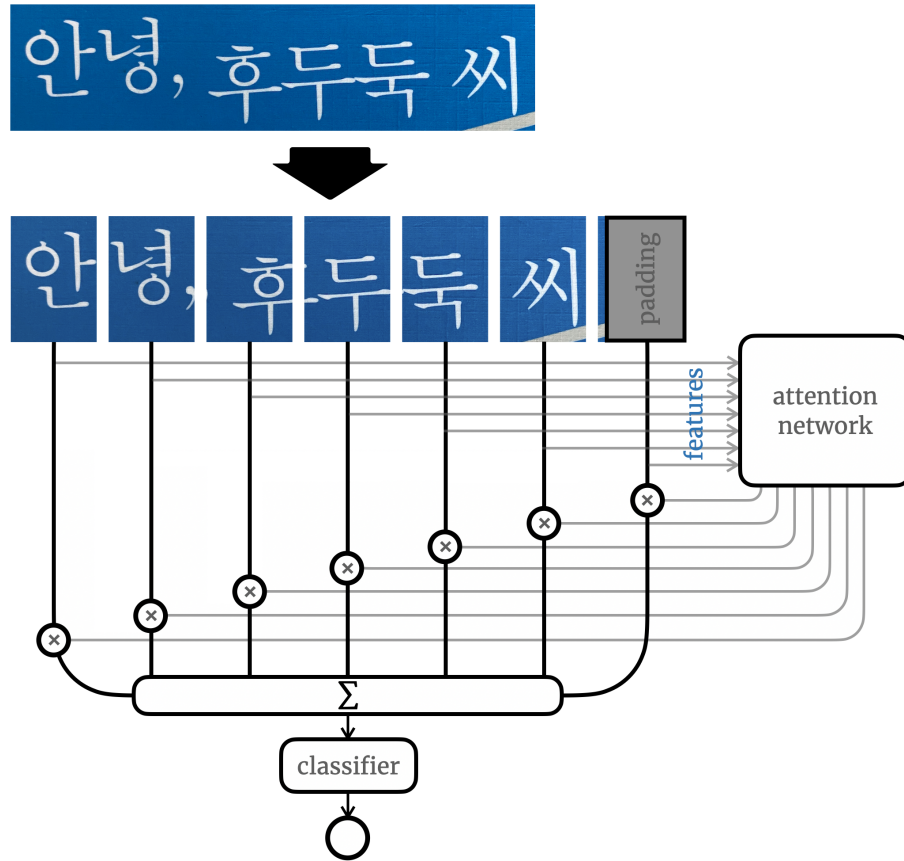 안녕, 후두둑 씨
안 녕, 후 두 둑 씨 padding
features
attention
network
× × × × × × ×
Σ
classifier